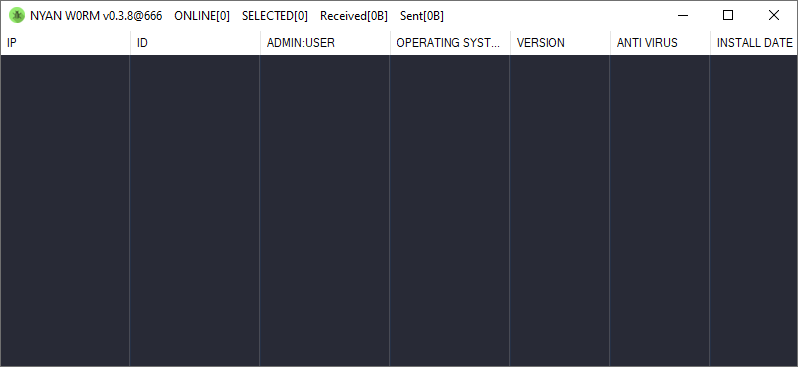 NYAN W0RM v0.3.8@666 ONLINE[0] SELECTED[0] Received[0B] Sent[0B]
IP ID ADMIN:USER OPERATING SYST... VERSION ANTI VIRUS INSTALL DATE